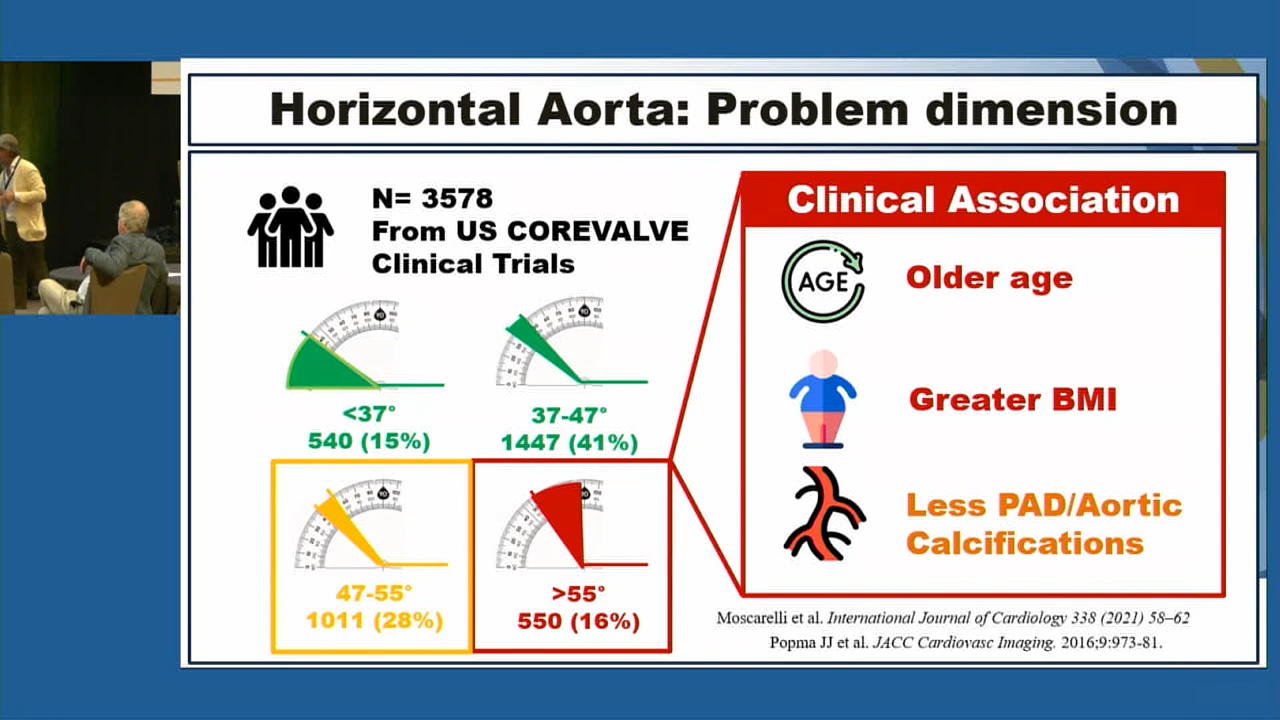 Horizontal Aorta: Problem dimension
N= 3578
From US COREVALVE
Clinical Trials
<37°
540 (15%)
37-47°
1447 (41%)
47-55°
1011 (28%)
>55°
550 (16%)
Clinical Association
AGE
Older age
Greater BMI
Less PAD/Aortic
Calcifications
Moscarelli et al. International Journal of Cardiology 338 (2021) 58–62
Popma JJ et al. JACC Cardiovasc Imaging. 2016;9:973-81.